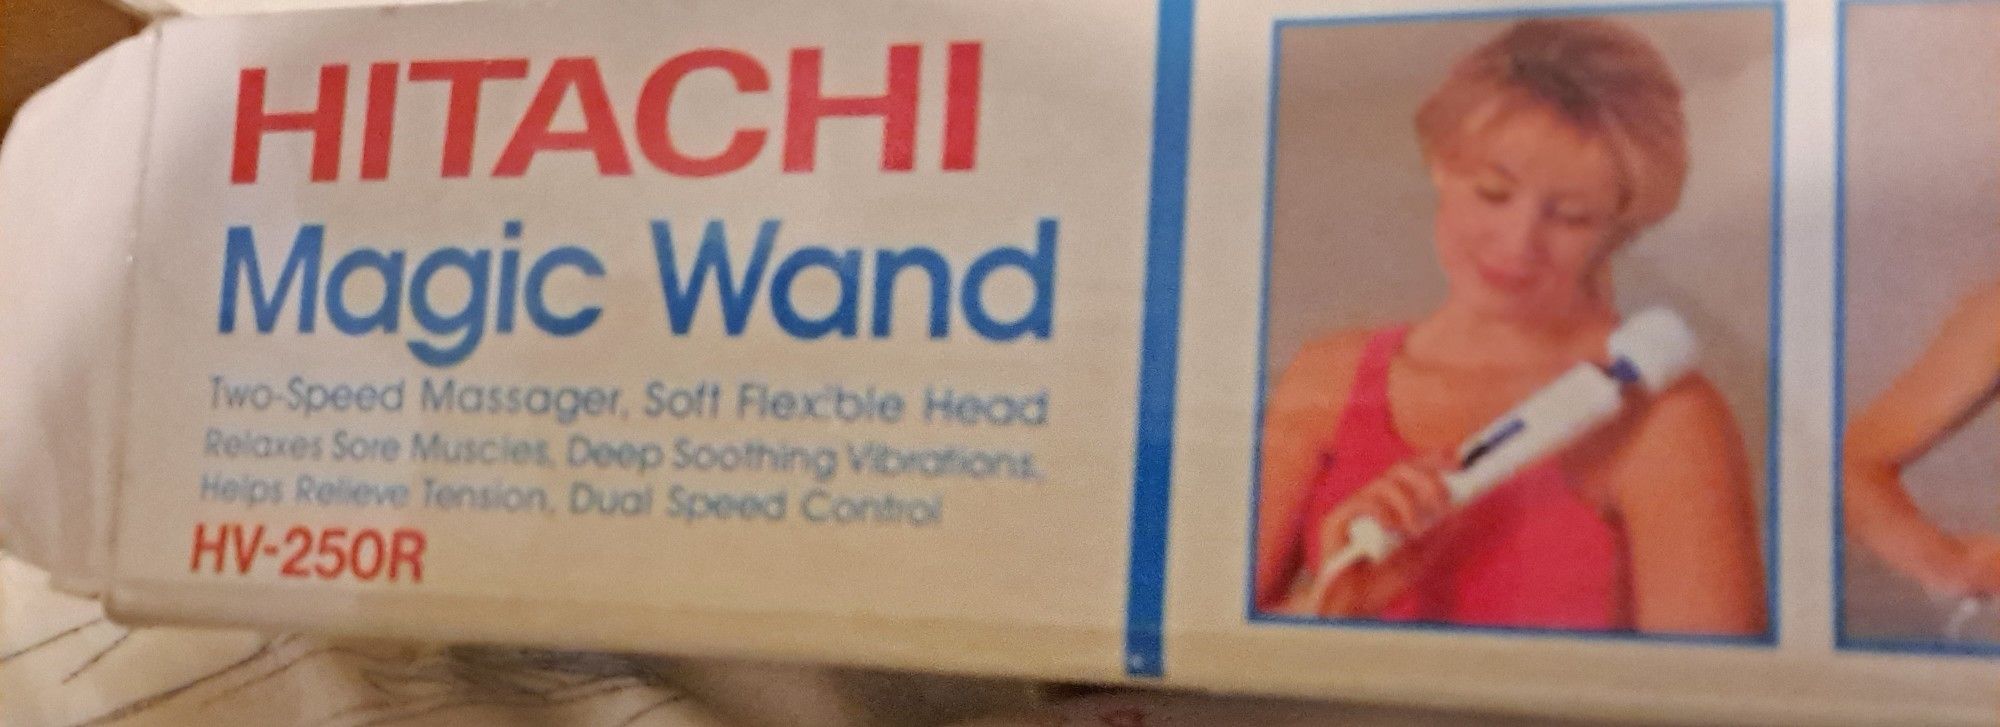 HITACHI
Magic Wand
Two-Speed Massager, Soft Flexible Head
Relaxes Sore Muscles, Deep Soothing Vibrations,
Helps Relieve Tension, Dual Speed Control
HV-250R